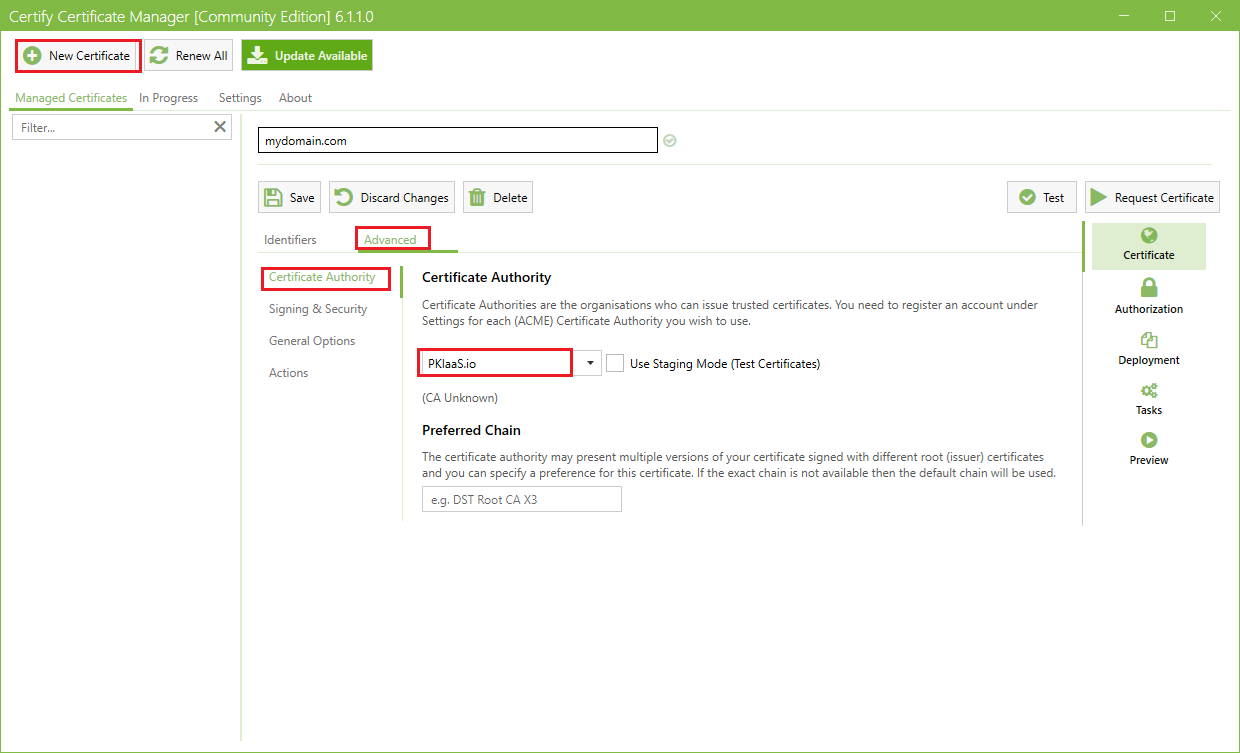 Certify Certificate Manager [Community Edition] 6.1.1.0
New Certificate
Renew All
Update Available
Managed Certificates
In Progress
Settings
About
Filter...
mydomain.com
Save
Discard Changes
Delete
Test
Request Certificate
Identifiers
Advanced
Certificate Authority
Signing & Security
General Options
Actions
Certificate Authority
Certificate Authorities are the organisations who can issue trusted certificates. You need to register an account under
Settings for each (ACME) Certificate Authority you wish to use.
PKIaaS.io
Use Staging Mode (Test Certificates)
(CA Unknown)
Preferred Chain
The certificate authority may present multiple versions of your certificate signed with different root (issuer) certificates
and you can specify a preference for this certificate. If the exact chain is not available then the default chain will be used.
e.g. DST Root CA X3
Certificate
Authorization
Deployment
Tasks
Preview